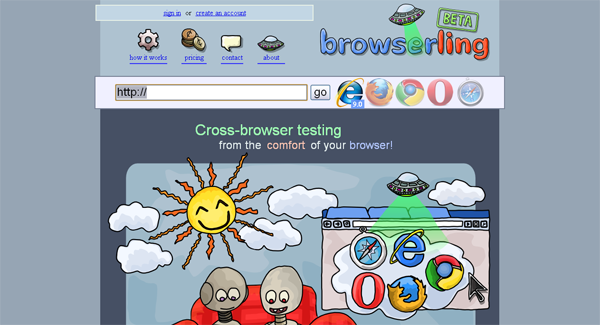 sign in or create an account
BETA
browserling
how it works
pricing
contact
about
http://
go
9.0
Cross-browser testing
from the comfort of your browser!